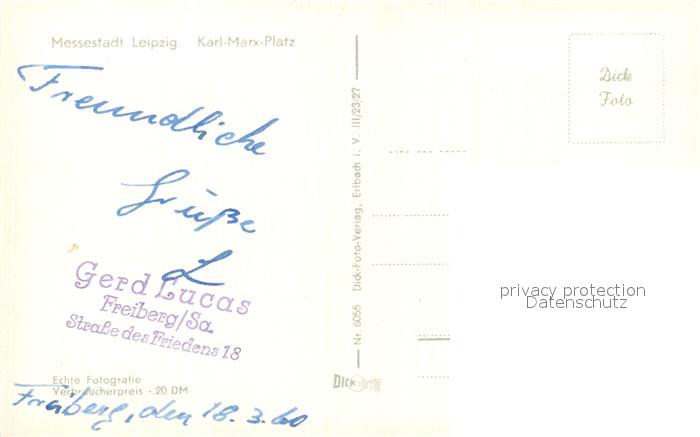 Messestadt Leipzig. Karl-Marx-Platz
Freundliche
Grüße
L
Gerd Lucas
Freiberg/Sa.
Straße des Friedens 18
Echte Fotografie
Verbraucherpreis -.20 DM
Freiberg, den 18.3.60
Nr. 6055 Dick-Foto-Verlag, Erlbach i. V. III/23/27
Dick
Foto
privacy protection
Datenschutz
DICK